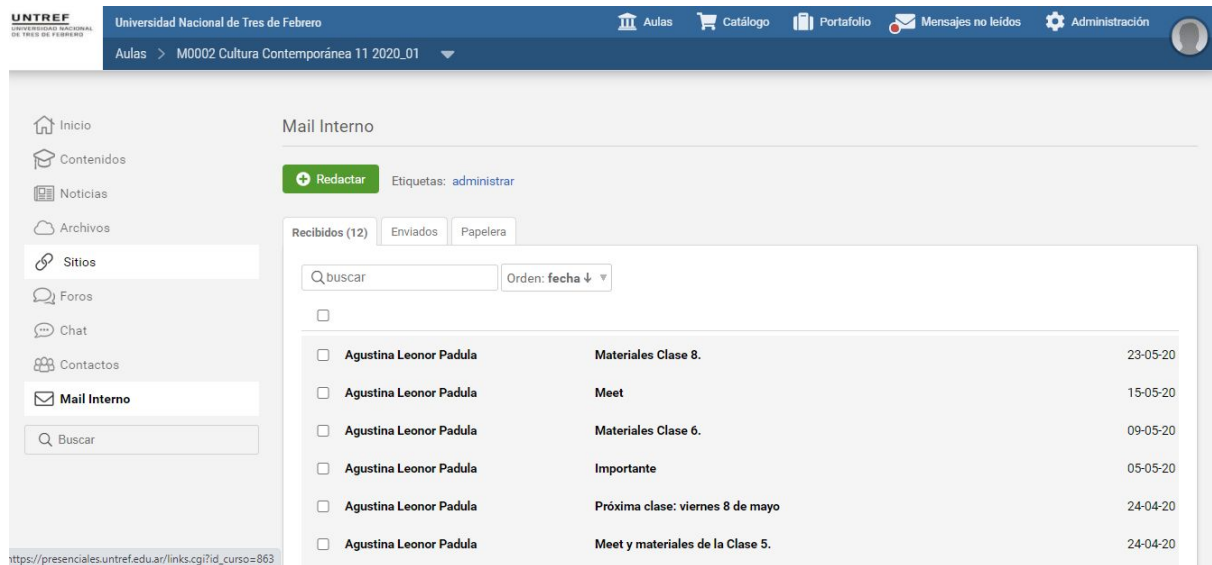 UNTREF
UNIVERSIDAD NACIONAL
DE TRES DE FEBRERO
Universidad Nacional de Tres de Febrero
Aulas
Catálogo
Portafolio
Mensajes no leídos
Administración
Aulas > M0002 Cultura Contemporánea 11 2020_01
Inicio
Contenidos
Noticias
Archivos
Sitios
Foros
Chat
Contactos
Mail Interno
Buscar
Mail Interno
Redactar
Etiquetas: administrar
Recibidos (12)
Enviados
Papelera
buscar
Orden: fecha ↓
Agustina Leonor Padula Materiales Clase 8. 23-05-20
Agustina Leonor Padula Meet 15-05-20
Agustina Leonor Padula Materiales Clase 6. 09-05-20
Agustina Leonor Padula Importante 05-05-20
Agustina Leonor Padula Próxima clase: viernes 8 de mayo 24-04-20
Agustina Leonor Padula Meet y materiales de la Clase 5. 24-04-20
https://presenciales.untref.edu.ar/links.cgi?id_curso=863